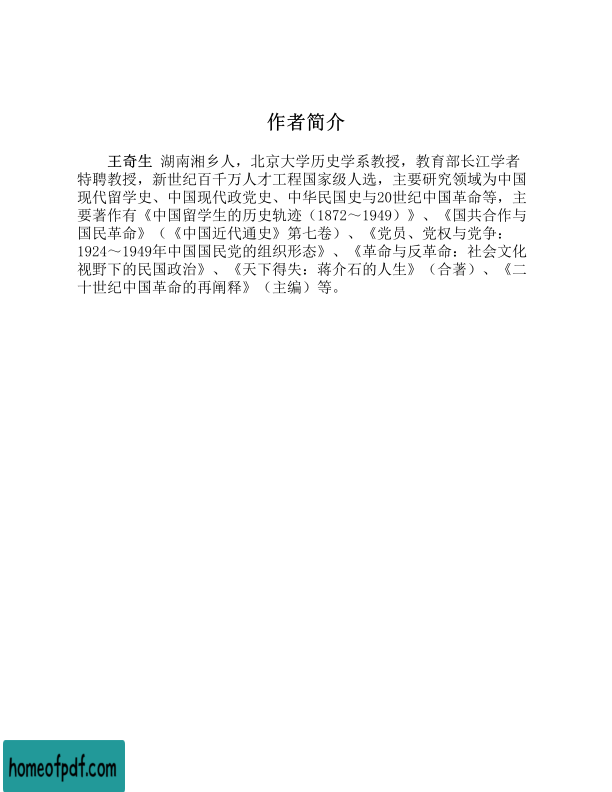 作者简介
王奇生 湖南湘乡人，北京大学历史学系教授，教育部长江学者
特聘教授，新世纪百千万人才工程国家级人选，主要研究领域为中国
现代留学史、中国现代政党史、中华民国史与20世纪中国革命等，主
要著作有《中国留学生的历史轨迹（1872～1949）》、《国共合作与
国民革命》（《中国近代通史》第七卷）、《党员、党权与党争：
1924～1949年中国国民党的组织形态》、《革命与反革命：社会文化
视野下的民国政治》、《天下得失：蒋介石的人生》（合著）、《二
十世纪中国革命的再阐释》（主编）等。
homeofpdf.com